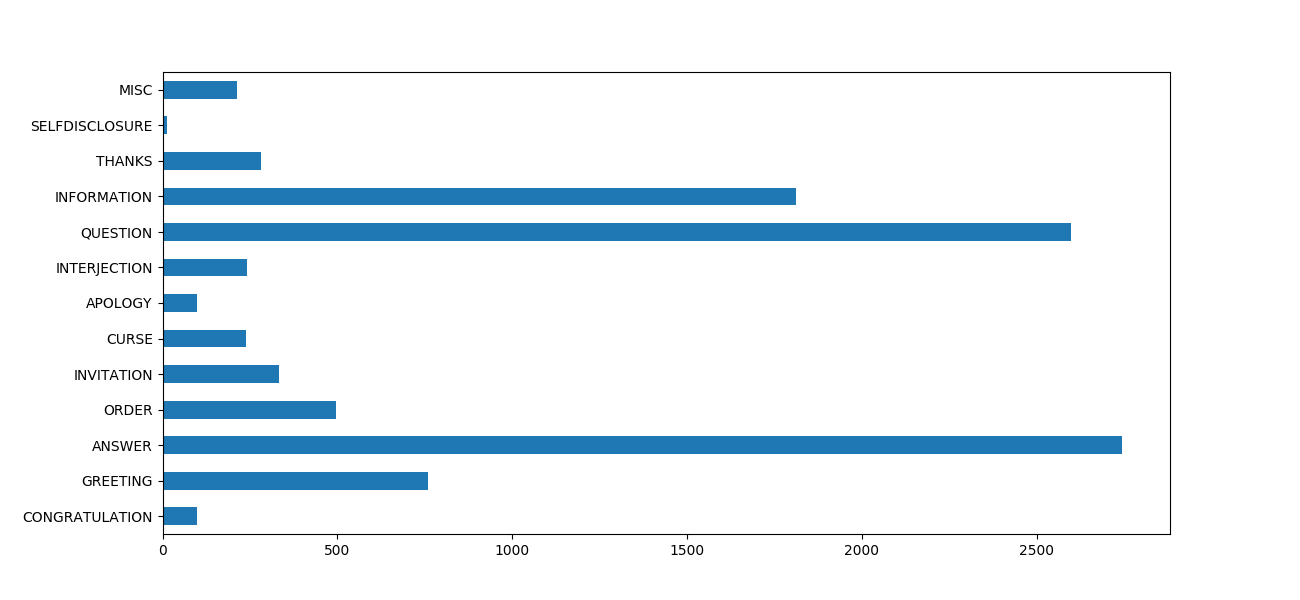 MISC
SELFDISCLOSURE
THANKS
INFORMATION
QUESTION
INTERJECTION
APOLOGY
CURSE
INVITATION
ORDER
ANSWER
GREETING
CONGRATULATION
0 500 1000 1500 2000 2500